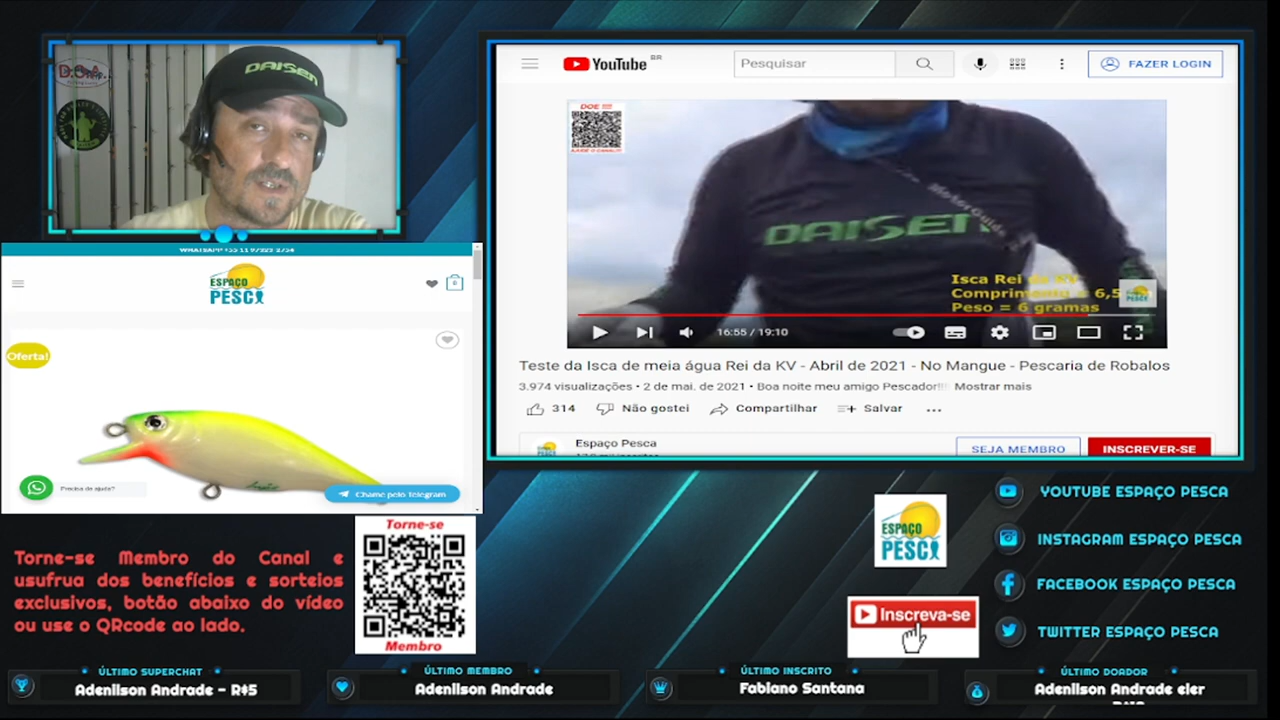 D.O.A
DAISEN
YouTube BR
Pesquisar
FAZER LOGIN
DOE
DAISEN
MotorGuide
Isca Rei da KV
Comprimento = 6,5
Peso = 6 gramas
16:55 / 19:10
Teste da Isca de meia água Rei da KV - Abril de 2021 - No Mangue - Pescaria de Robalos
3.974 visualizações • 2 de mai. de 2021 • Boa noite meu amigo Pescador!!! Mostrar mais
314 Não gostei Compartilhar Salvar ...
Espaço Pesca
SEJA MEMBRO
INSCREVER-SE
ESPAÇO
PESCA
0
Oferta!
Precisa de ajuda?
Chame pelo Telegram
Torne-se Membro do Canal e
usufrua dos benefícios e sorteios
exclusivos, botão abaixo do vídeo
ou use o QRcode ao lado.
Torne-se
Membro
ESPAÇO
PESCA
Inscreva-se
YOUTUBE ESPAÇO PESCA
INSTAGRAM ESPAÇO PESCA
FACEBOOK ESPAÇO PESCA
TWITTER ESPAÇO PESCA
ÚLTIMO SUPERCHAT
Adenilson Andrade - R$5
ÚLTIMO MEMBRO
Adenilson Andrade
ÚLTIMO INSCRITO
Fabiano Santana
ÚLTIMO DOADOR
Adenilson Andrade eler